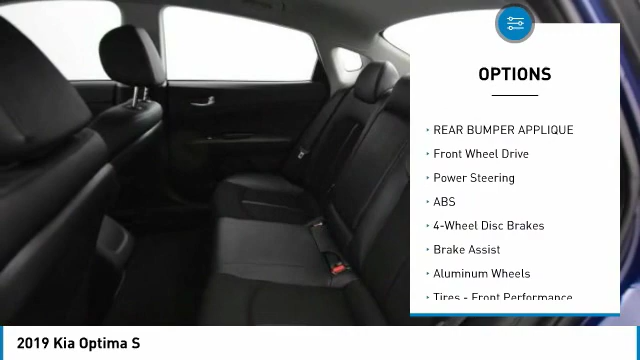 OPTIONS
REAR BUMPER APPLIQUE
Front Wheel Drive
Power Steering
ABS
4-Wheel Disc Brakes
Brake Assist
Aluminum Wheels
Tires - Front Performance
2019 Kia Optima S